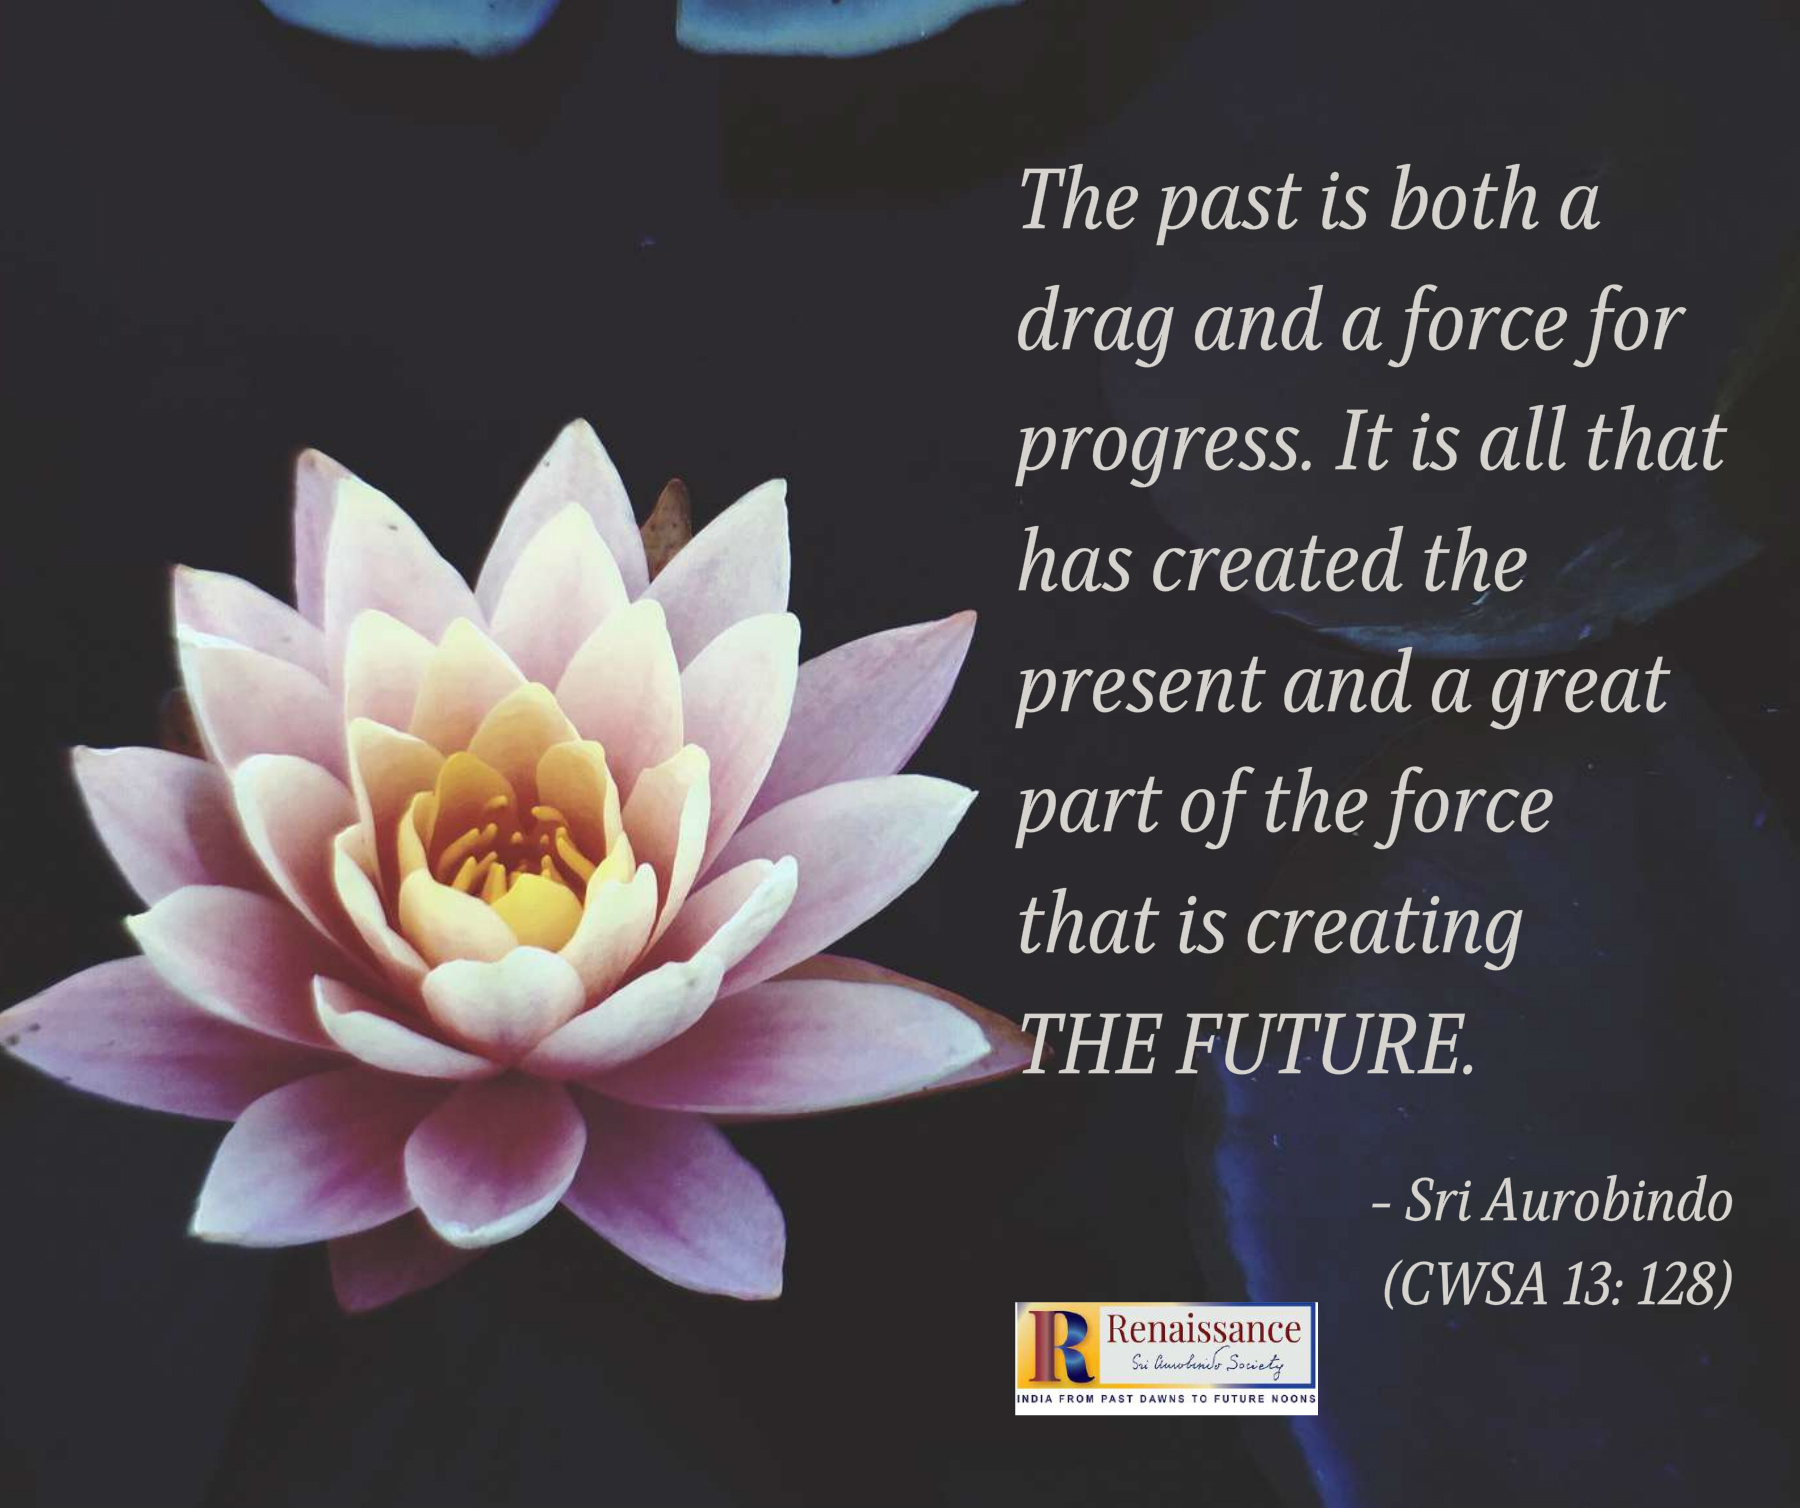 The past is both a
drag and a force for
progress. It is all that
has created the
present and a great
part of the force
that is creating
THE FUTURE.
- Sri Aurobindo
(CWSA 13: 128)
R Renaissance
Sri Aurobindo Society
INDIA FROM PAST DAWNS TO FUTURE NOONS